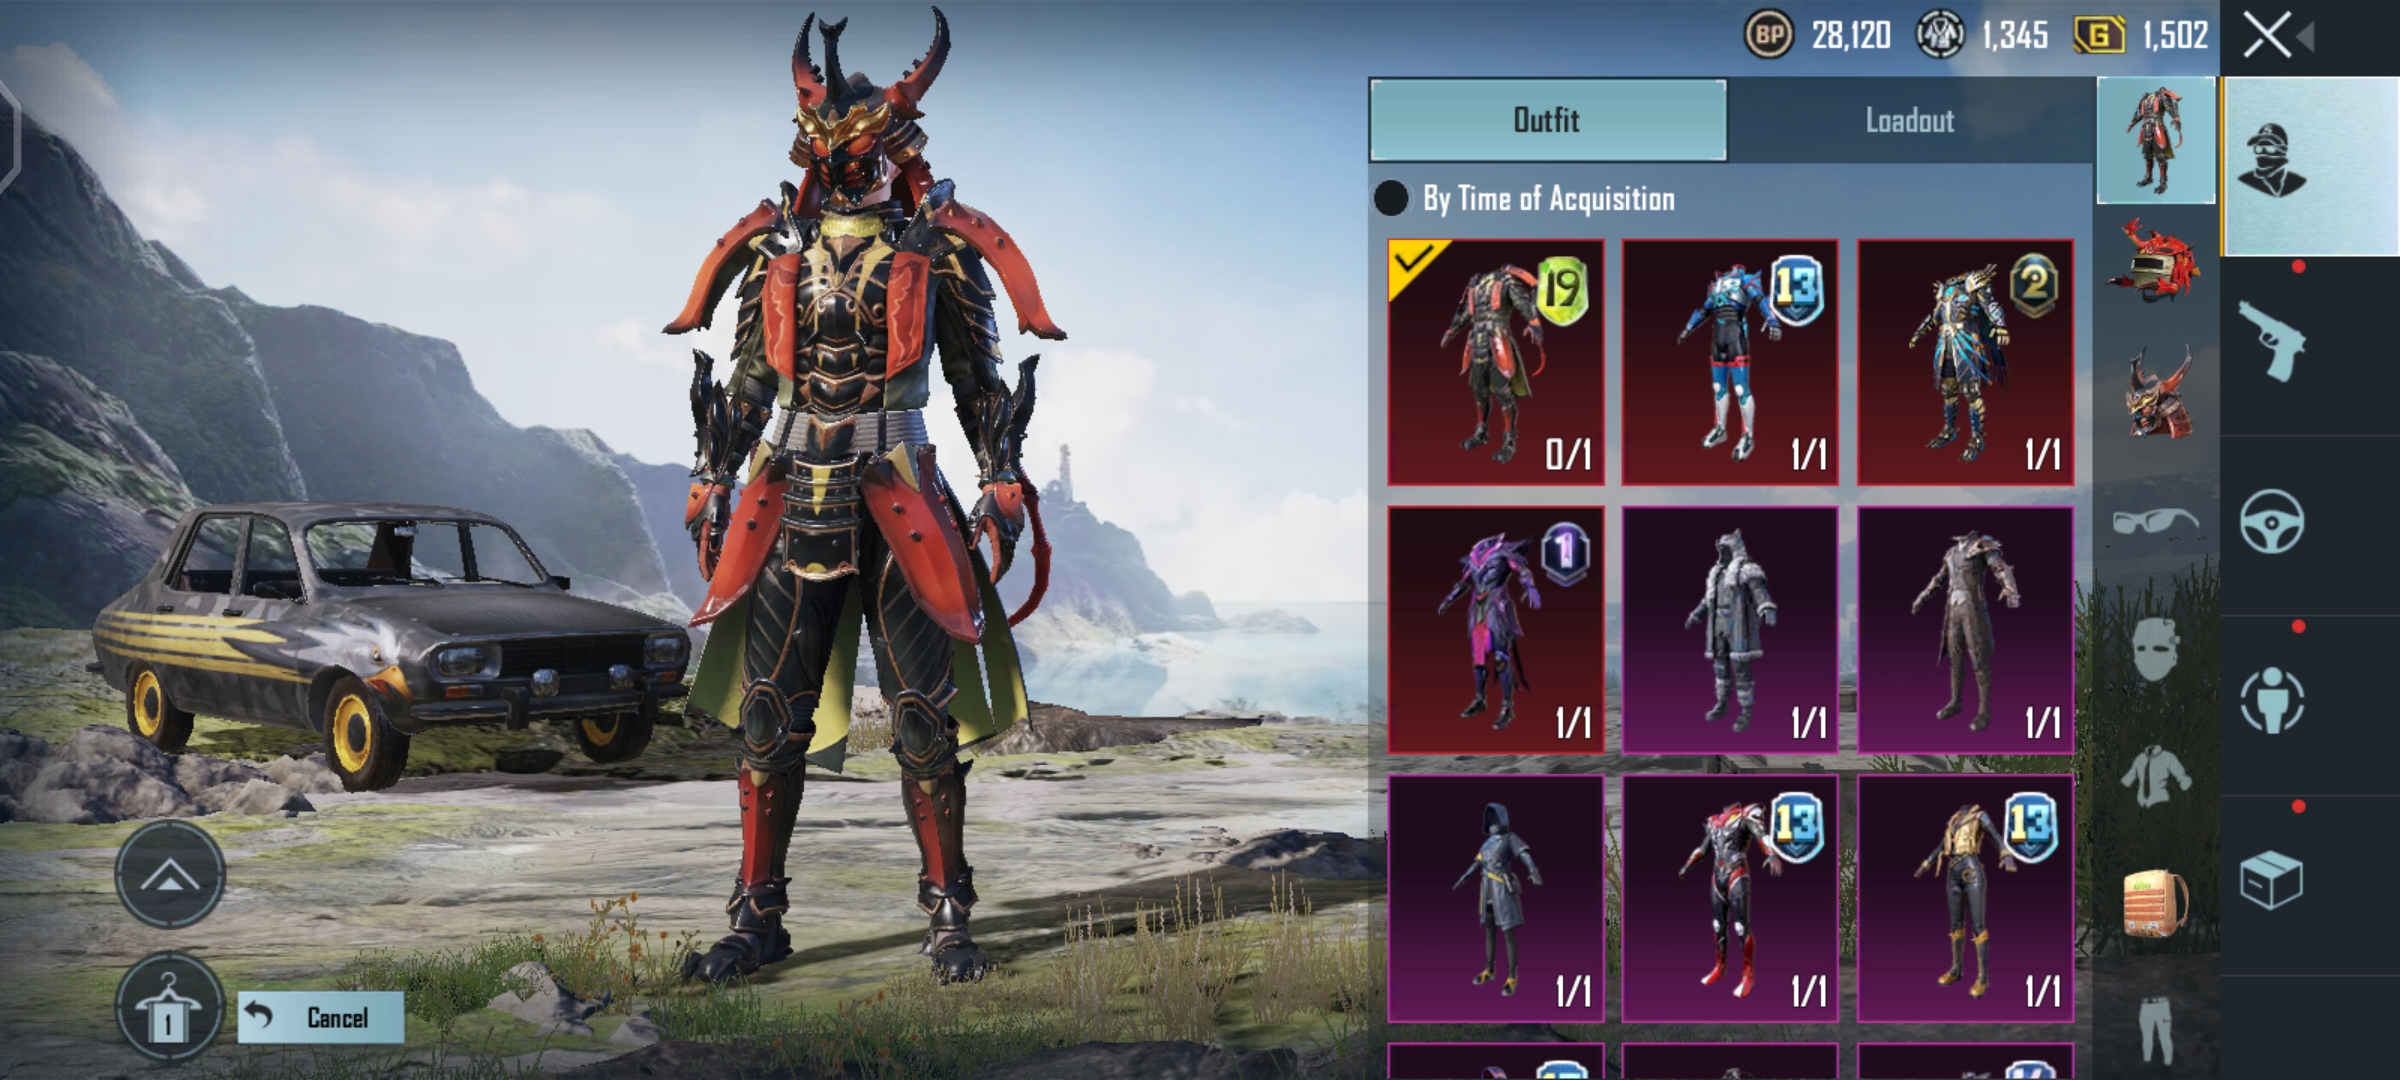 BP 28,120 1,345 G 1,502
Outfit Loadout
By Time of Acquisition
19 13 2
0/1 1/1 1/1
1
1/1 1/1 1/1
13 13
1/1 1/1 1/1
1 Cancel